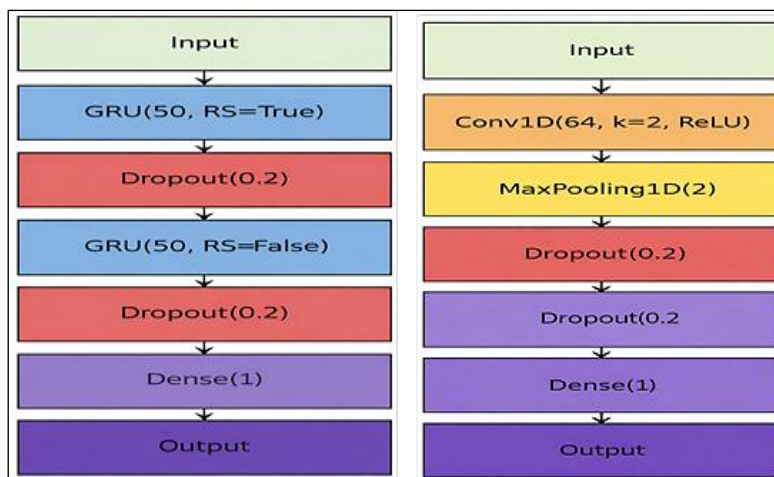 Input
GRU(50, RS=True)
Dropout(0.2)
GRU(50, RS=False)
Dropout(0.2)
Dense(1)
Output
Input
Conv1D(64, k=2, ReLU)
MaxPooling1D(2)
Dropout(0.2)
Dropout(0.2
Dense(1)
Output